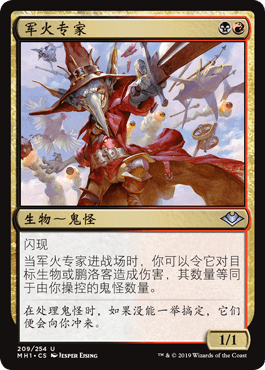 军火专家
生物～鬼怪
闪现
当军火专家进战场时，你可以令它对目
标生物或鹏洛客造成伤害，其数量等同
于由你操控的鬼怪数量。
在处理鬼怪时，如果没能一举搞定，它们
便会向你冲来。
1/1
209/254 U
MH1·CS JESPER EJSING
™ & © 2019 Wizards of the Coast